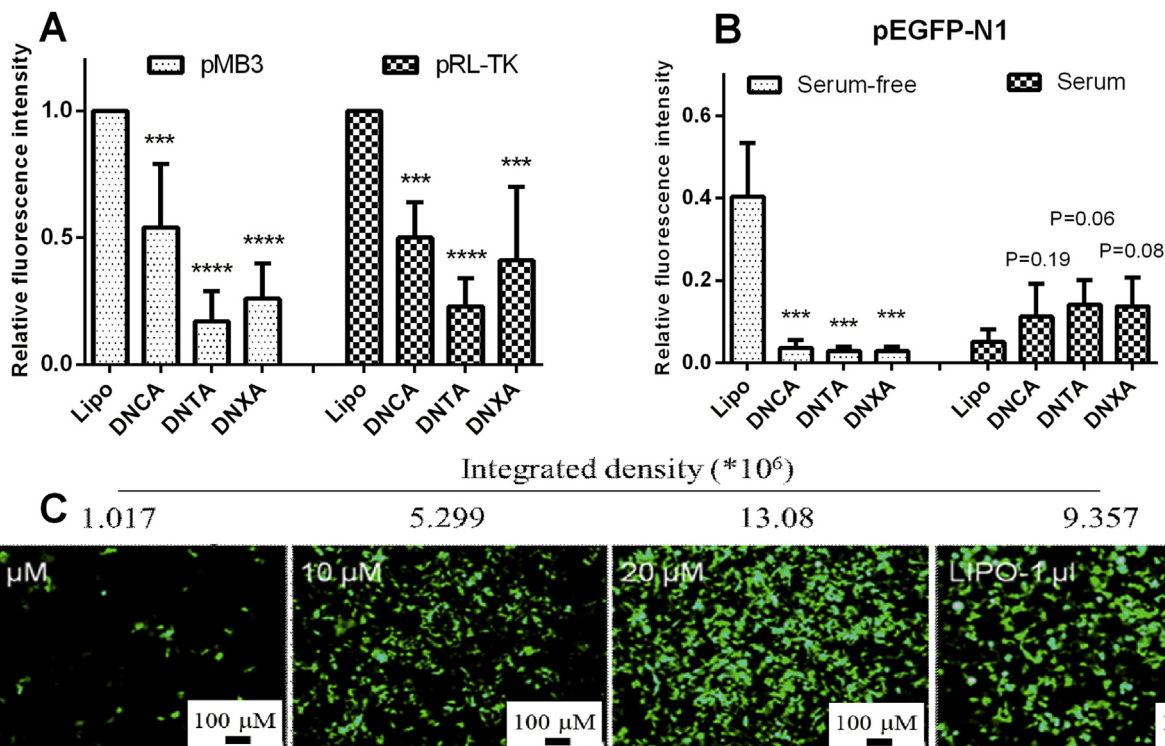 A
pMB3
pRL-TK
Relative fluorescence intensity
1.0
0.5
0.0
***
****
****
***
****
***
Lipo
DNCA
DNTA
DNXA
Lipo
DNCA
DNTA
DNXA
B
pEGFP-N1
Serum-free
Serum
Relative fluorescence intensity
0.6
0.4
0.2
0.0
***
***
***
P=0.19
P=0.06
P=0.08
Lipo
DNCA
DNTA
DNXA
Lipo
DNCA
DNTA
DNXA
Integrated density (*10⁶)
C
1.017
5.299
13.08
9.357
µM
10 µM
20 µM
LIPO-1 µl
100 µM
100 µM
100 µM